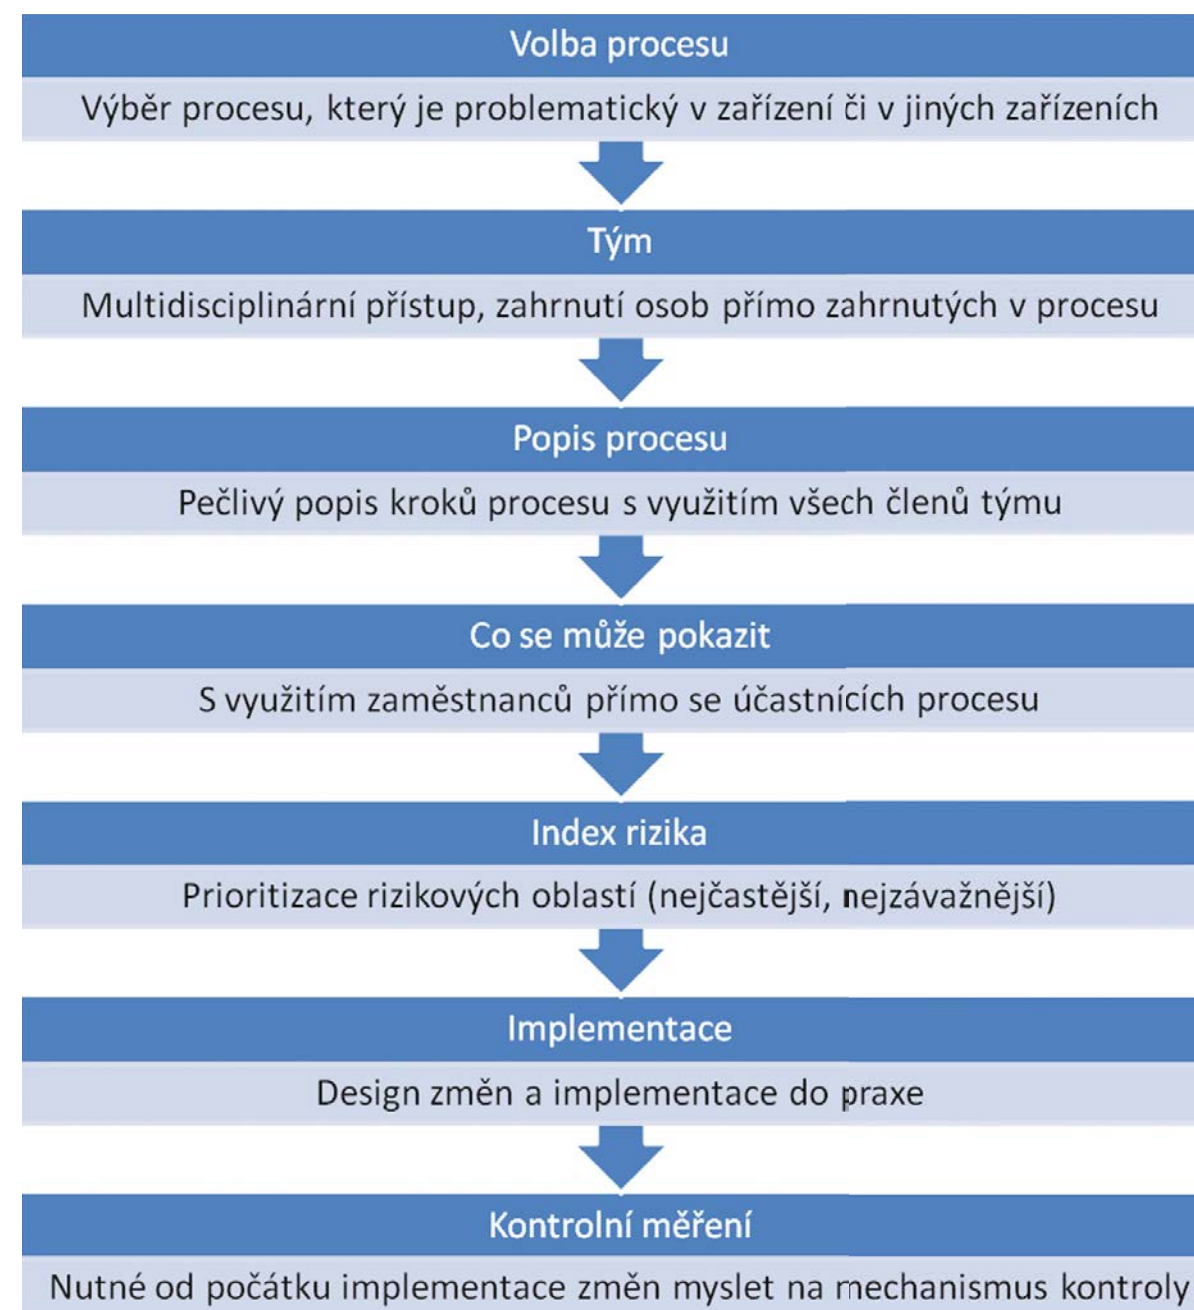 Volba procesu
Výběr procesu, který je problematický v zařízení či v jiných zařízeních
Tým
Multidisciplinární přístup, zahrnutí osob přímo zahrnutých v procesu
Popis procesu
Pečlivý popis kroků procesu s využitím všech členů týmu
Co se může pokazit
S využitím zaměstnanců přímo se účastnících procesu
Index rizika
Prioritizace rizikových oblastí (nejčastější, nejzávažnější)
Implementace
Design změn a implementace do praxe
Kontrolní měření
Nutné od počátku implementace změn myslet na mechanismus kontroly